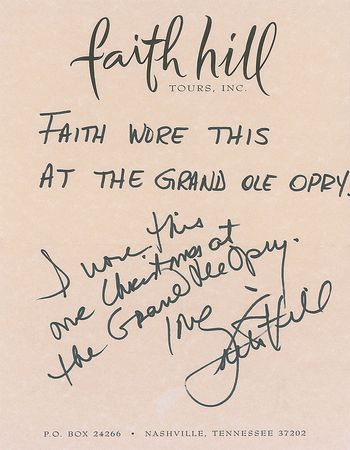 faith hill
TOURS, INC.
FAITH WORE THIS
AT THE GRAND OLE OPRY.
I wore this
one Christmas at
the Grand Ole Opry.
love,
Faith Hill
P.O. BOX 24266 • NASHVILLE, TENNESSEE 37202